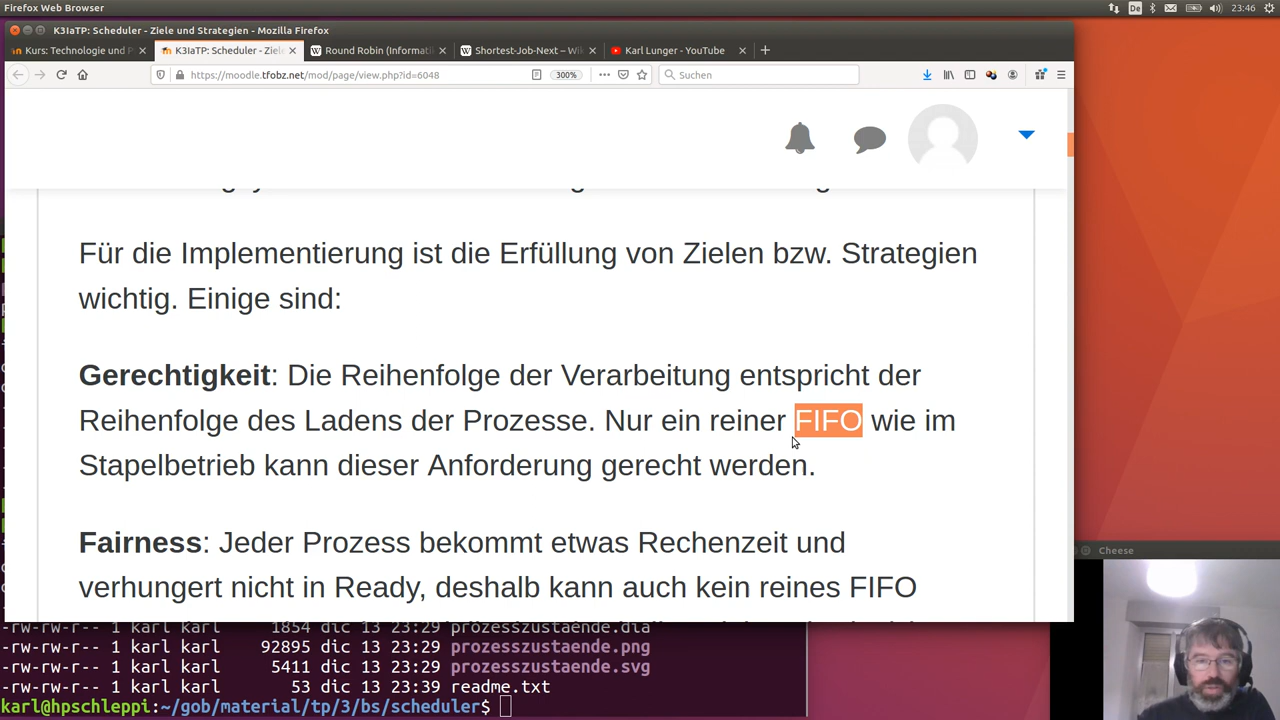 Firefox Web Browser
De
23:46
K3IaTP: Scheduler - Ziele und Strategien - Mozilla Firefox
Kurs: Technologie und P
K3IaTP: Scheduler - Ziele
Round Robin (Informati
Shortest-Job-Next – Wi
Karl Lunger - YouTube
https://moodle.tfobz.net/mod/page/view.php?id=6048
300%
Suchen
Für die Implementierung ist die Erfüllung von Zielen bzw. Strategien
wichtig. Einige sind:
Gerechtigkeit: Die Reihenfolge der Verarbeitung entspricht der
Reihenfolge des Ladens der Prozesse. Nur ein reiner FIFO wie im
Stapelbetrieb kann dieser Anforderung gerecht werden.
Fairness: Jeder Prozess bekommt etwas Rechenzeit und
verhungert nicht in Ready, deshalb kann auch kein reines FIFO
Cheese
-rw-rw-r-- 1 karl karl 1854 dic 13 23:29 prozesszustaende.dia
-rw-rw-r-- 1 karl karl 92895 dic 13 23:29 prozesszustaende.png
-rw-rw-r-- 1 karl karl 5411 dic 13 23:29 prozesszustaende.svg
-rw-rw-r-- 1 karl karl 53 dic 13 23:39 readme.txt
karl@hpschleppi:~/gob/material/tp/3/bs/scheduler$